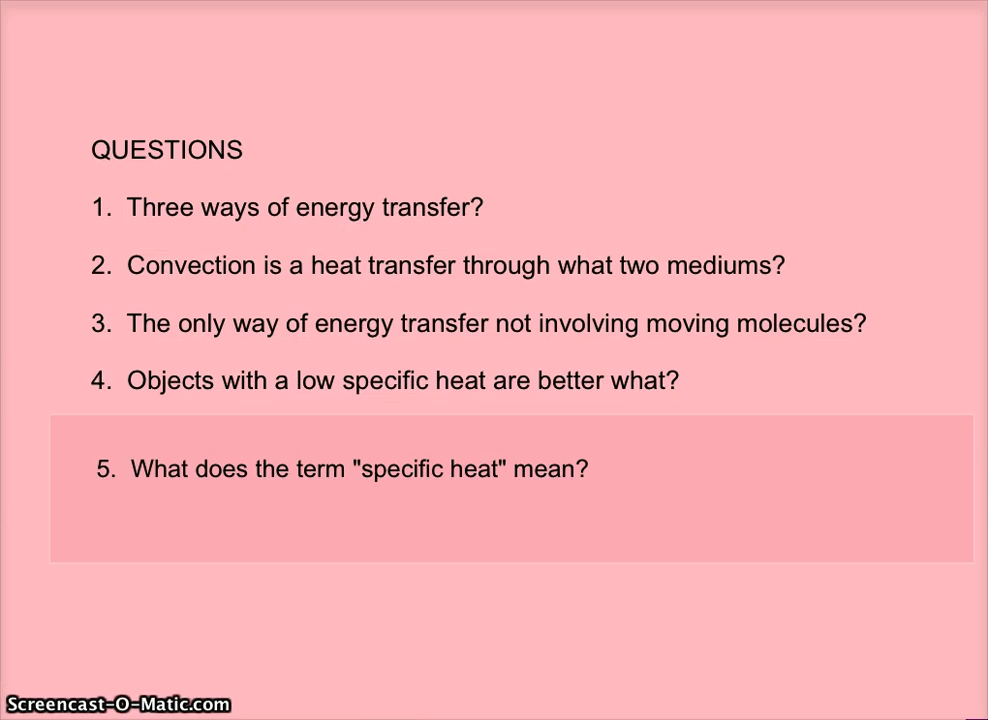 QUESTIONS
1. Three ways of energy transfer?
2. Convection is a heat transfer through what two mediums?
3. The only way of energy transfer not involving moving molecules?
4. Objects with a low specific heat are better what?
5. What does the term "specific heat" mean?
Screencast-O-Matic.com